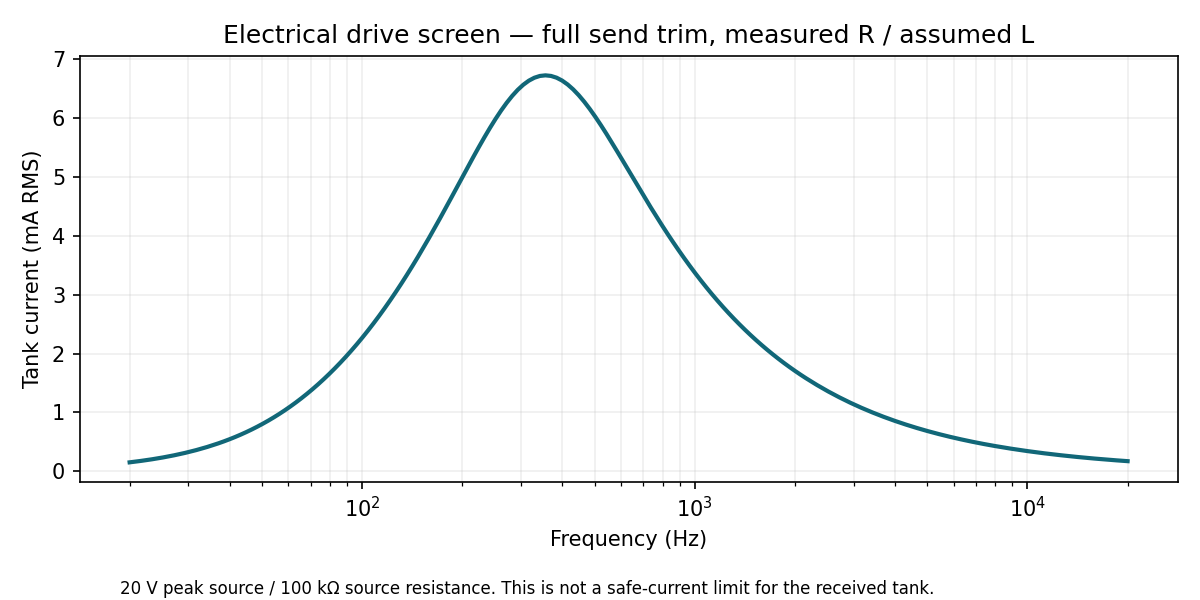 Electrical drive screen — full send trim, measured R / assumed L
Tank current (mA RMS)
7
6
5
4
3
2
1
0
10²
10³
10⁴
Frequency (Hz)
20 V peak source / 100 kΩ source resistance. This is not a safe-current limit for the received tank.